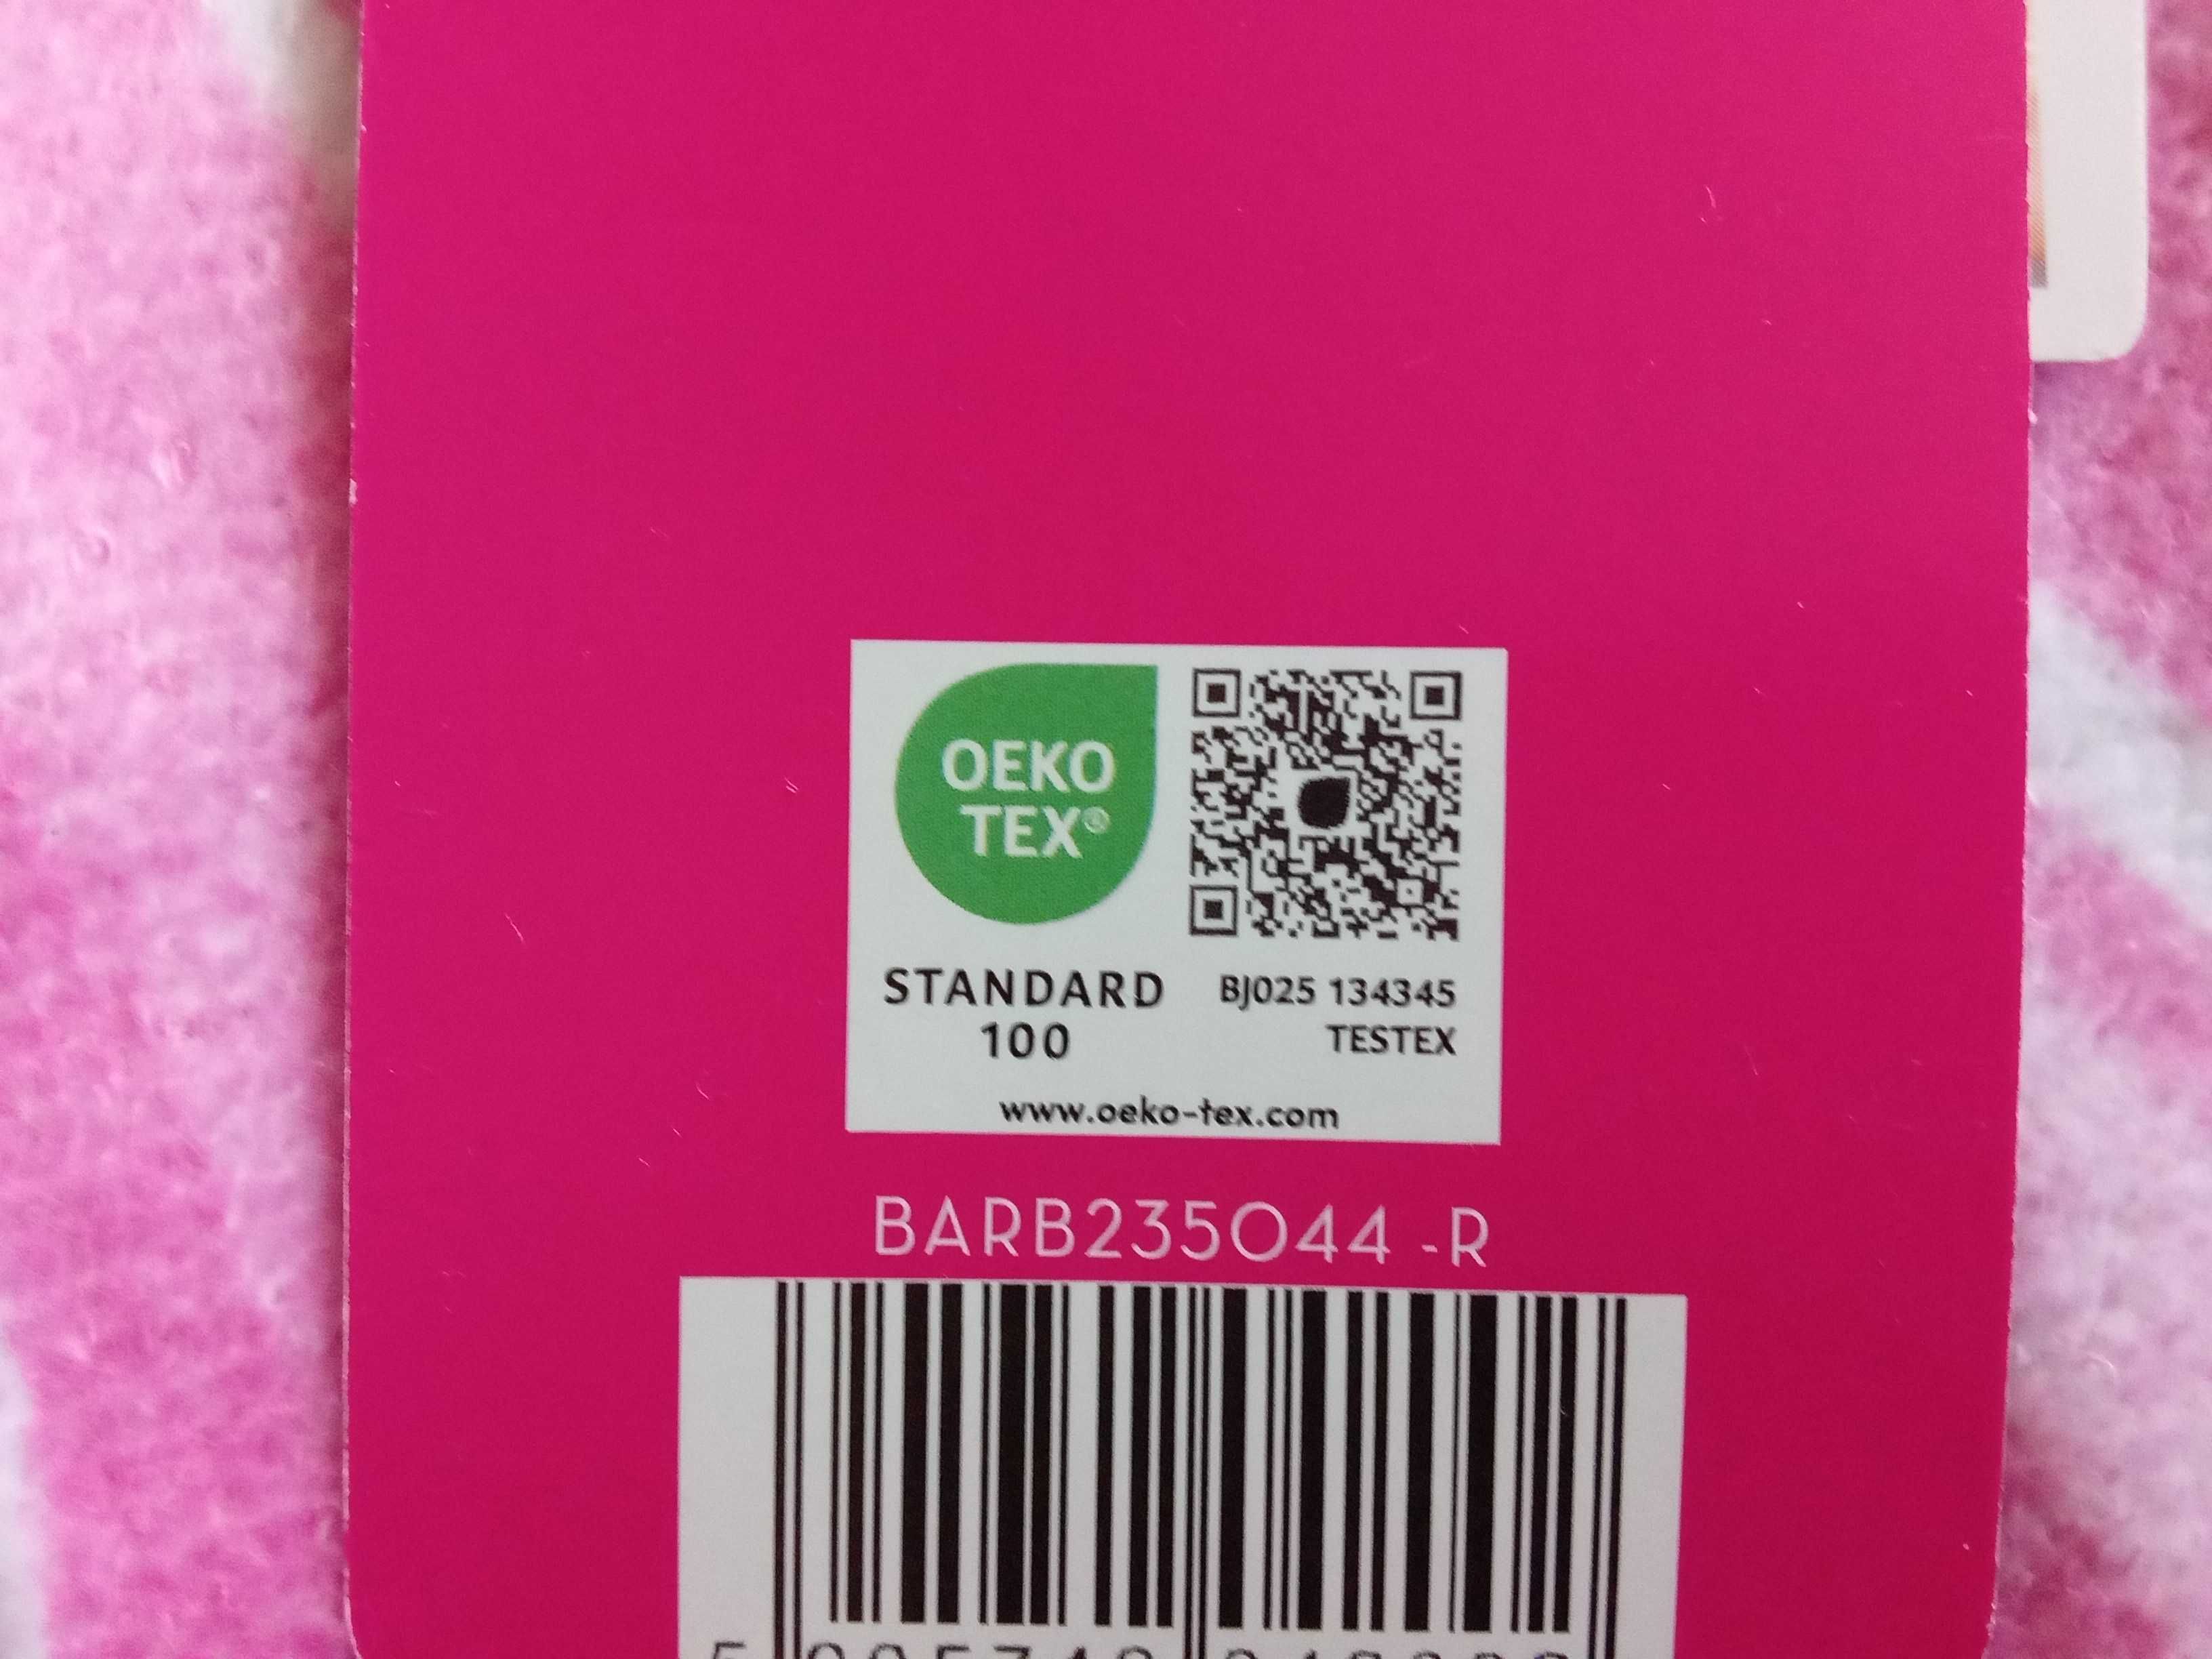 OEKO
TEX®
STANDARD
100
BJ025 134345
TESTEX
www.oeko-tex.com
BARB235044 -R